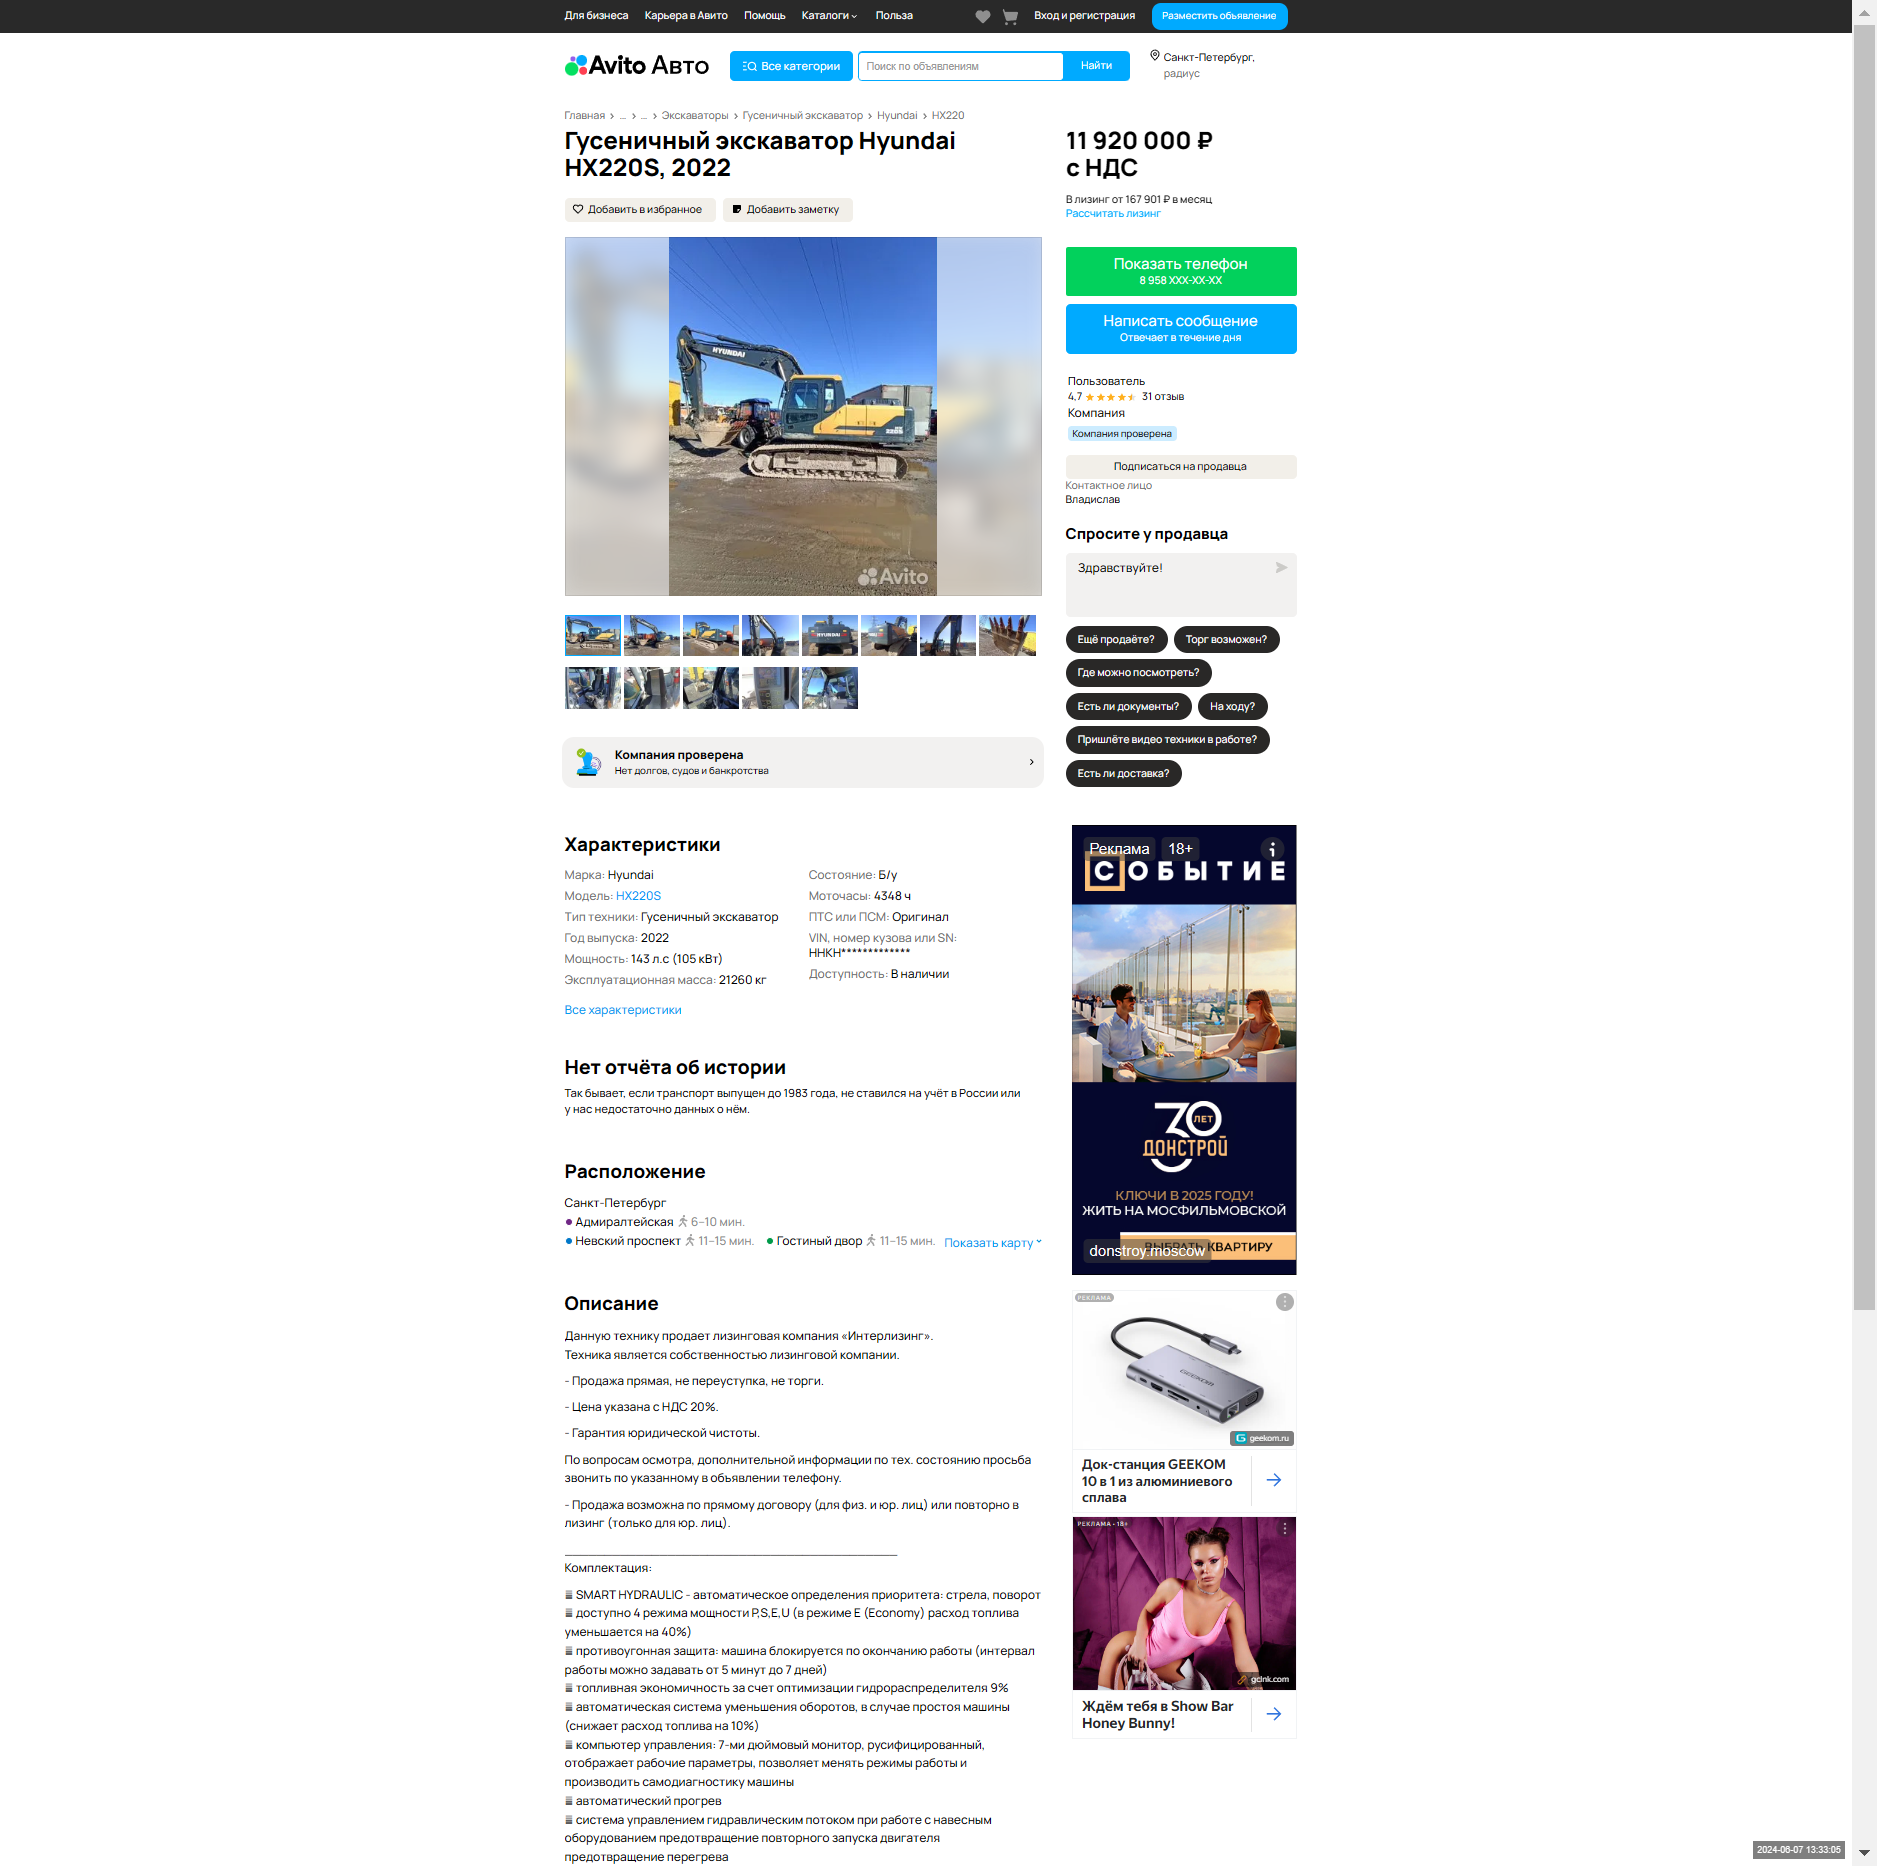 Для бизнеса Карьера в Авито Помощь Каталоги Польза Вход и регистрация Разместить объявление
Avito Авто Все категории Поиск по объявлениям Найти Санкт-Петербург,
радиус
Главная › ... › ... › Экскаваторы › Гусеничный экскаватор › Hyundai › HX220
Гусеничный экскаватор Hyundai
HX220S, 2022
Добавить в избранное Добавить заметку
HYUNDAI
220S
Avito
HYUNDAI
Компания проверена
Нет долгов, судов и банкротства
11 920 000 ₽
с НДС
В лизинг от 167 901 ₽ в месяц
Рассчитать лизинг
Показать телефон
8 958 XXX-XX-XX
Написать сообщение
Отвечает в течение дня
Пользователь
4,7 31 отзыв
Компания
Компания проверена
Подписаться на продавца
Контактное лицо
Владислав
Спросите у продавца
Здравствуйте!
Ещё продаёте? Торг возможен?
Где можно посмотреть?
Есть ли документы? На ходу?
Пришлёте видео техники в работе?
Есть ли доставка?
Характеристики
Марка: Hyundai
Модель: HX220S
Тип техники: Гусеничный экскаватор
Год выпуска: 2022
Мощность: 143 л.с (105 кВт)
Эксплуатационная масса: 21260 кг
Состояние: Б/у
Моточасы: 4348 ч
ПТС или ПСМ: Оригинал
VIN, номер кузова или SN:
HHKH*************
Доступность: В наличии
Все характеристики
Нет отчёта об истории
Так бывает, если транспорт выпущен до 1983 года, не ставился на учёт в России или
у нас недостаточно данных о нём.
Расположение
Санкт-Петербург
Адмиралтейская 6–10 мин.
Невский проспект 11–15 мин. Гостиный двор 11–15 мин. Показать карту
Описание
Данную технику продает лизинговая компания «Интерлизинг».
Техника является собственностью лизинговой компании.
- Продажа прямая, не переуступка, не торги.
- Цена указана с НДС 20%.
- Гарантия юридической чистоты.
По вопросам осмотра, дополнительной информации по тех. состоянию просьба
звонить по указанному в объявлении телефону.
- Продажа возможна по прямому договору (для физ. и юр. лиц) или повторно в
лизинг (только для юр. лиц).
Комплектация:
≣ SMART HYDRAULIC - автоматическое определения приоритета: стрела, поворот
≣ доступно 4 режима мощности P,S,E,U (в режиме E (Economy) расход топлива
уменьшается на 40%)
≣ противоугонная защита: машина блокируется по окончанию работы (интервал
работы можно задавать от 5 минут до 7 дней)
≣ топливная экономичность за счет оптимизации гидрораспределителя 9%
≣ автоматическая система уменьшения оборотов, в случае простоя машины
(снижает расход топлива на 10%)
≣ компьютер управления: 7-ми дюймовый монитор, русифицированный,
отображает рабочие параметры, позволяет менять режимы работы и
производить самодиагностику машины
≣ автоматический прогрев
≣ система управлением гидравлическим потоком при работе с навесным
оборудованием предотвращение повторного запуска двигателя
предотвращение перегрева
Реклама 18+
СОБЫТИЕ
30 ЛЕТ
ДОНСТРОЙ
КЛЮЧИ В 2025 ГОДУ!
ЖИТЬ НА МОСФИЛЬМОВСКОЙ
ВЫБРАТЬ КВАРТИРУ
donstroy.moscow
РЕКЛАМА
GEEKOM
geekom.ru
Док-станция GEEKOM
10 в 1 из алюминиевого
сплава
РЕКЛАМА • 18+
gclnk.com
Ждём тебя в Show Bar
Honey Bunny!
2024-06-07 13:33:05